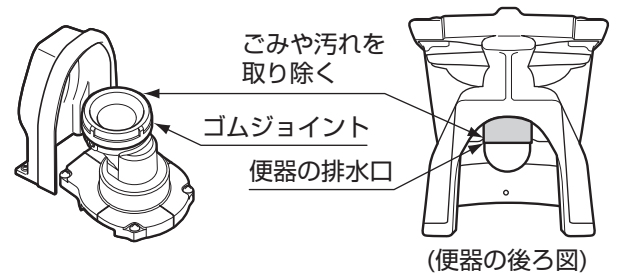 ごみや汚れを
取り除く
ゴムジョイント
便器の排水口
(便器の後ろ図)